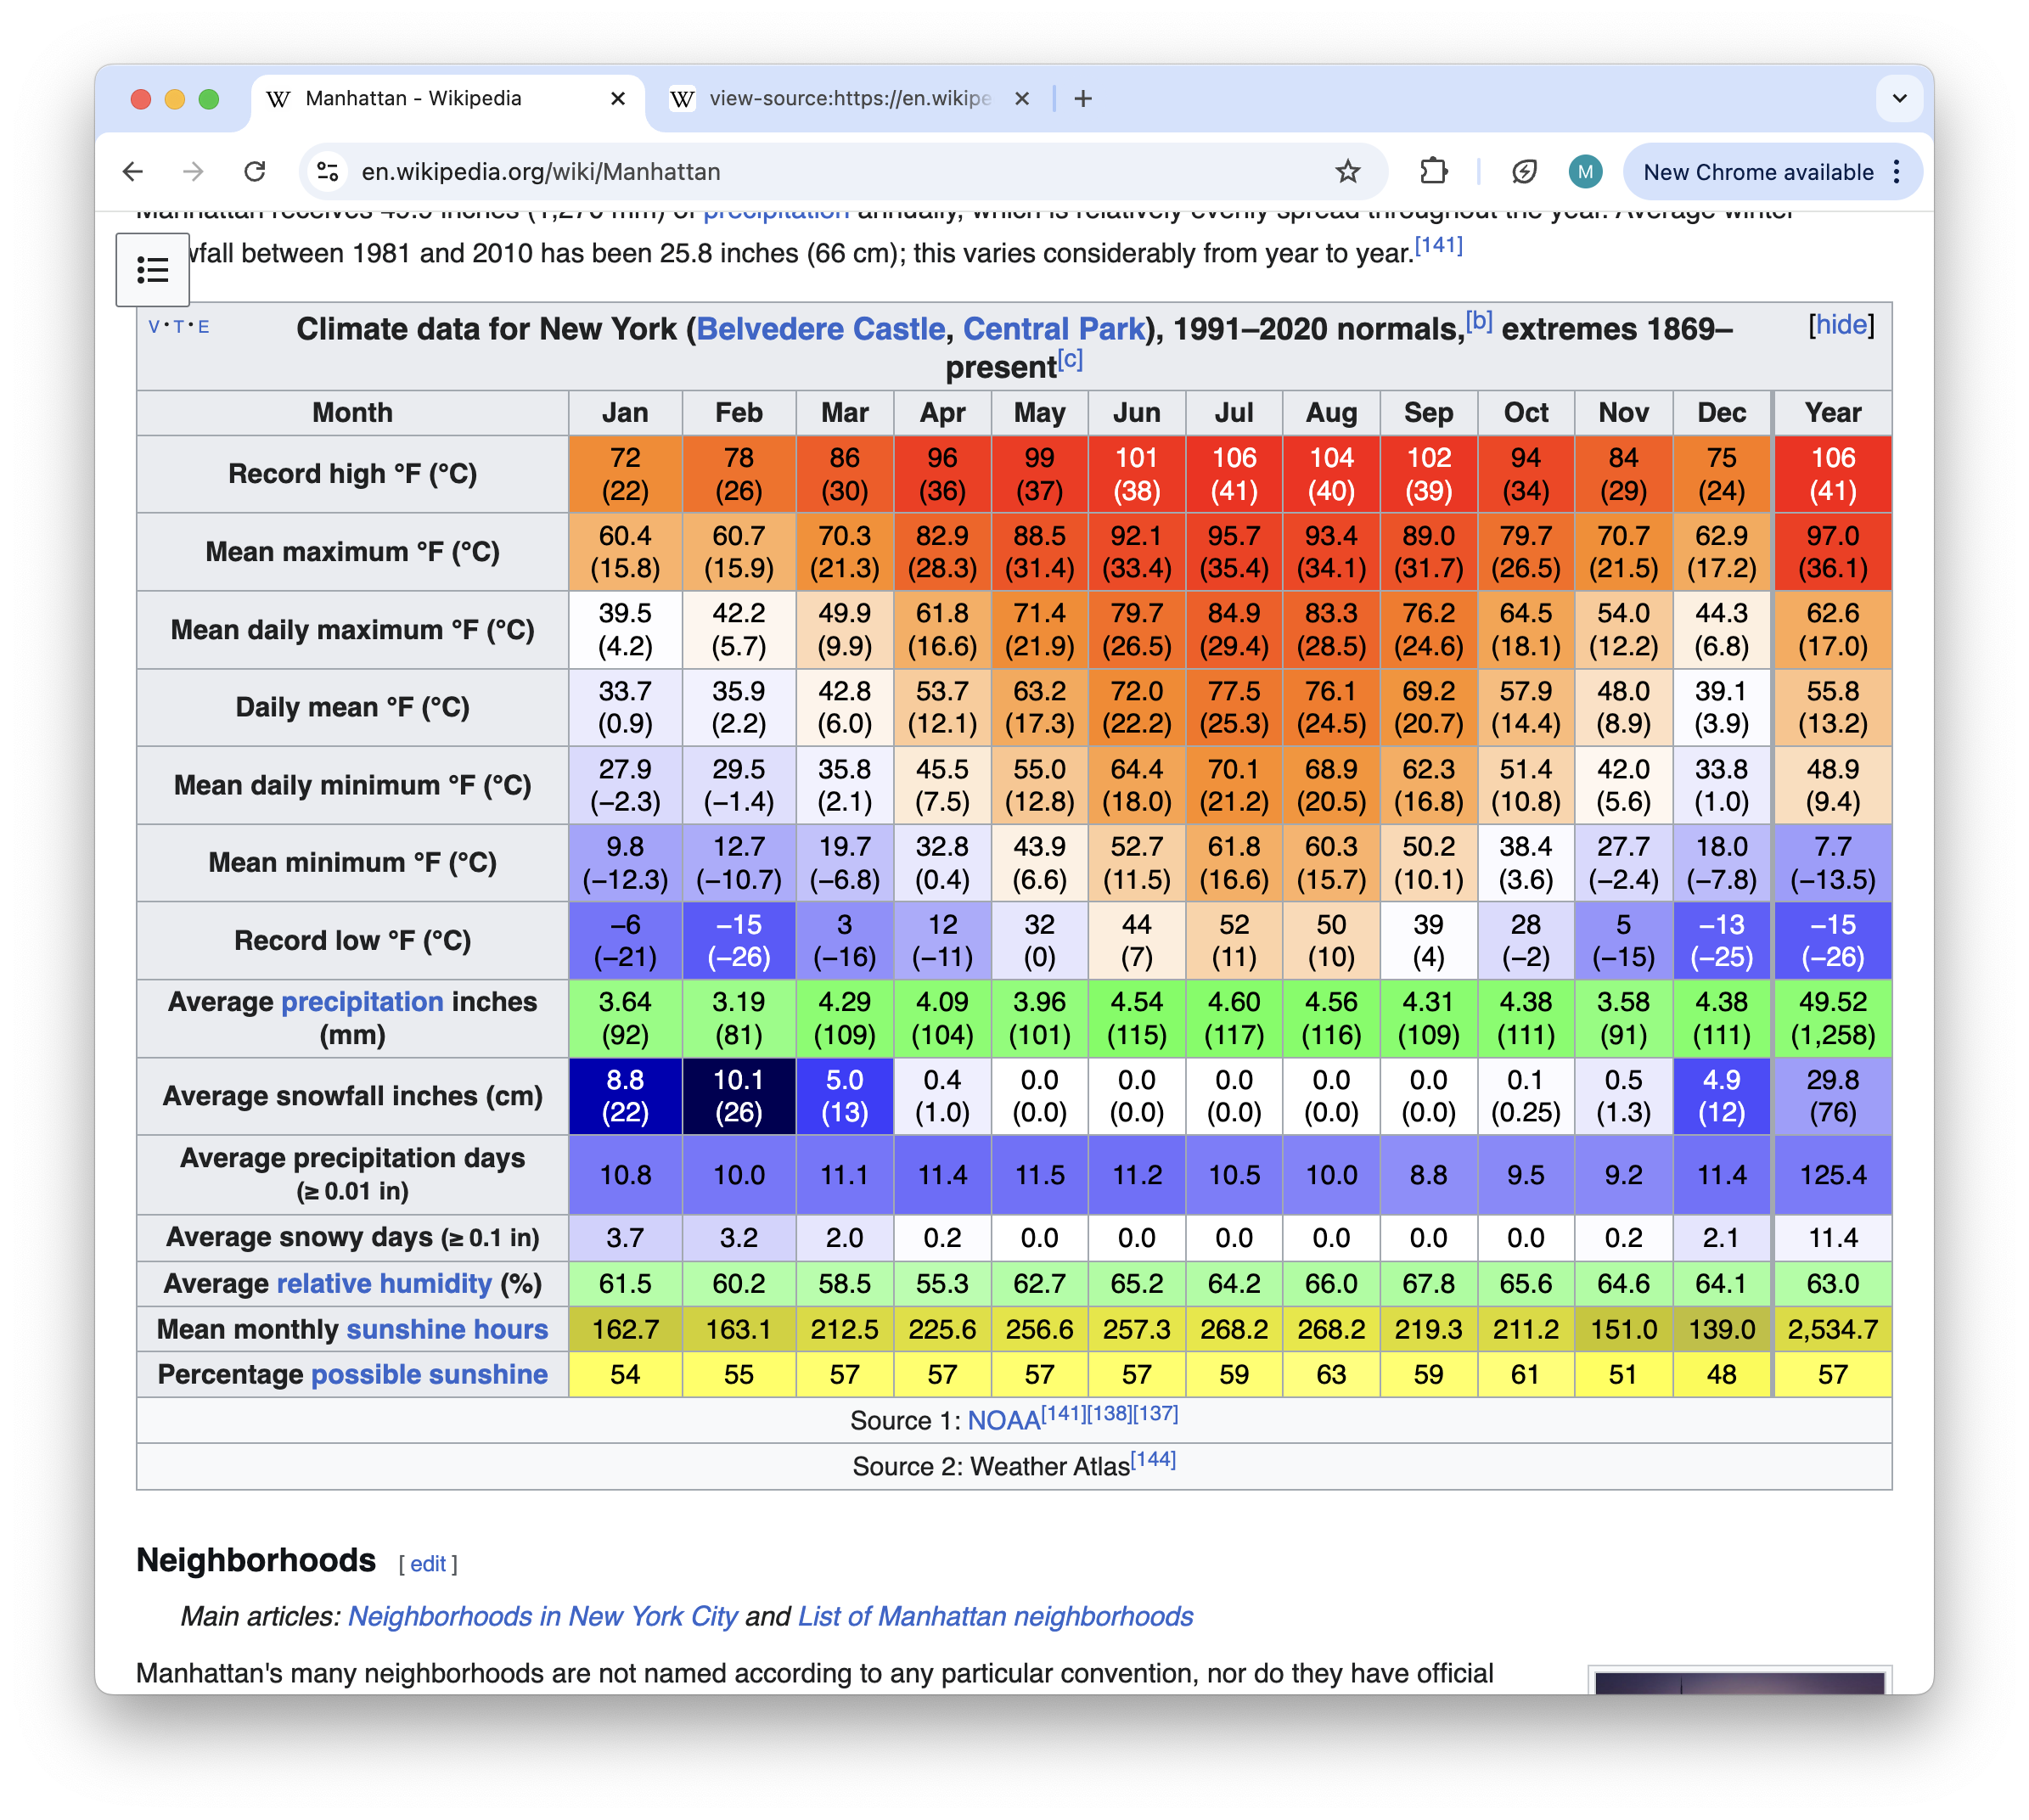 Manhattan - Wikipedia
view-source:https://en.wikipe
en.wikipedia.org/wiki/Manhattan
M
New Chrome available
Manhattan receives 49.9 inches (1,270 mm) of precipitation annually, which is relatively evenly spread throughout the year. Average winter
wfall between 1981 and 2010 has been 25.8 inches (66 cm); this varies considerably from year to year.[141]
V • T • E
Climate data for New York (Belvedere Castle, Central Park), 1991–2020 normals,[b] extremes 1869–
present[c]
[hide]
Month Jan Feb Mar Apr May Jun Jul Aug Sep Oct Nov Dec Year
Record high °F (°C) 72 78 86 96 99 101 106 104 102 94 84 75 106
(22) (26) (30) (36) (37) (38) (41) (40) (39) (34) (29) (24) (41)
Mean maximum °F (°C) 60.4 60.7 70.3 82.9 88.5 92.1 95.7 93.4 89.0 79.7 70.7 62.9 97.0
(15.8) (15.9) (21.3) (28.3) (31.4) (33.4) (35.4) (34.1) (31.7) (26.5) (21.5) (17.2) (36.1)
Mean daily maximum °F (°C) 39.5 42.2 49.9 61.8 71.4 79.7 84.9 83.3 76.2 64.5 54.0 44.3 62.6
(4.2) (5.7) (9.9) (16.6) (21.9) (26.5) (29.4) (28.5) (24.6) (18.1) (12.2) (6.8) (17.0)
Daily mean °F (°C) 33.7 35.9 42.8 53.7 63.2 72.0 77.5 76.1 69.2 57.9 48.0 39.1 55.8
(0.9) (2.2) (6.0) (12.1) (17.3) (22.2) (25.3) (24.5) (20.7) (14.4) (8.9) (3.9) (13.2)
Mean daily minimum °F (°C) 27.9 29.5 35.8 45.5 55.0 64.4 70.1 68.9 62.3 51.4 42.0 33.8 48.9
(−2.3) (−1.4) (2.1) (7.5) (12.8) (18.0) (21.2) (20.5) (16.8) (10.8) (5.6) (1.0) (9.4)
Mean minimum °F (°C) 9.8 12.7 19.7 32.8 43.9 52.7 61.8 60.3 50.2 38.4 27.7 18.0 7.7
(−12.3) (−10.7) (−6.8) (0.4) (6.6) (11.5) (16.6) (15.7) (10.1) (3.6) (−2.4) (−7.8) (−13.5)
Record low °F (°C) −6 −15 3 12 32 44 52 50 39 28 5 −13 −15
(−21) (−26) (−16) (−11) (0) (7) (11) (10) (4) (−2) (−15) (−25) (−26)
Average precipitation inches 3.64 3.19 4.29 4.09 3.96 4.54 4.60 4.56 4.31 4.38 3.58 4.38 49.52
(mm) (92) (81) (109) (104) (101) (115) (117) (116) (109) (111) (91) (111) (1,258)
Average snowfall inches (cm) 8.8 10.1 5.0 0.4 0.0 0.0 0.0 0.0 0.0 0.1 0.5 4.9 29.8
(22) (26) (13) (1.0) (0.0) (0.0) (0.0) (0.0) (0.0) (0.25) (1.3) (12) (76)
Average precipitation days
(≥ 0.01 in) 10.8 10.0 11.1 11.4 11.5 11.2 10.5 10.0 8.8 9.5 9.2 11.4 125.4
Average snowy days (≥ 0.1 in) 3.7 3.2 2.0 0.2 0.0 0.0 0.0 0.0 0.0 0.0 0.2 2.1 11.4
Average relative humidity (%) 61.5 60.2 58.5 55.3 62.7 65.2 64.2 66.0 67.8 65.6 64.6 64.1 63.0
Mean monthly sunshine hours 162.7 163.1 212.5 225.6 256.6 257.3 268.2 268.2 219.3 211.2 151.0 139.0 2,534.7
Percentage possible sunshine 54 55 57 57 57 57 59 63 59 61 51 48 57
Source 1: NOAA[141][138][137]
Source 2: Weather Atlas[144]
Neighborhoods [ edit ]
Main articles: Neighborhoods in New York City and List of Manhattan neighborhoods
Manhattan's many neighborhoods are not named according to any particular convention, nor do they have official